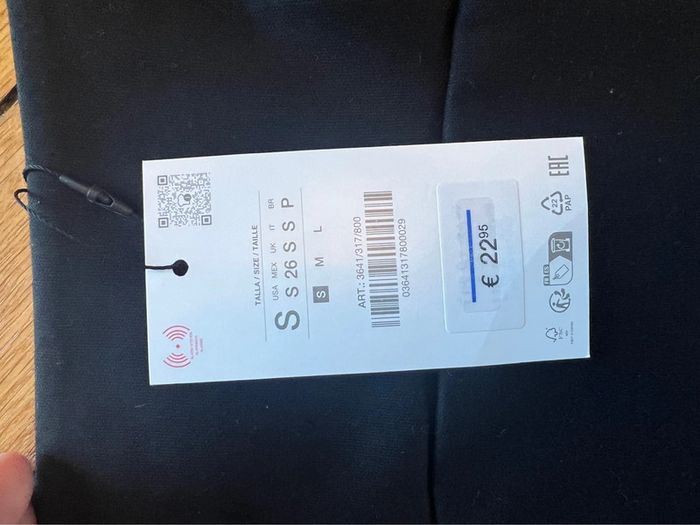 TALLA / SIZE / TAILLE
USA MEX UK IT BR
S S 26 S S P
S M L
ART.: 3641/317/800
03641317800029
€ 22,95
22
PAP
EAC
FSC